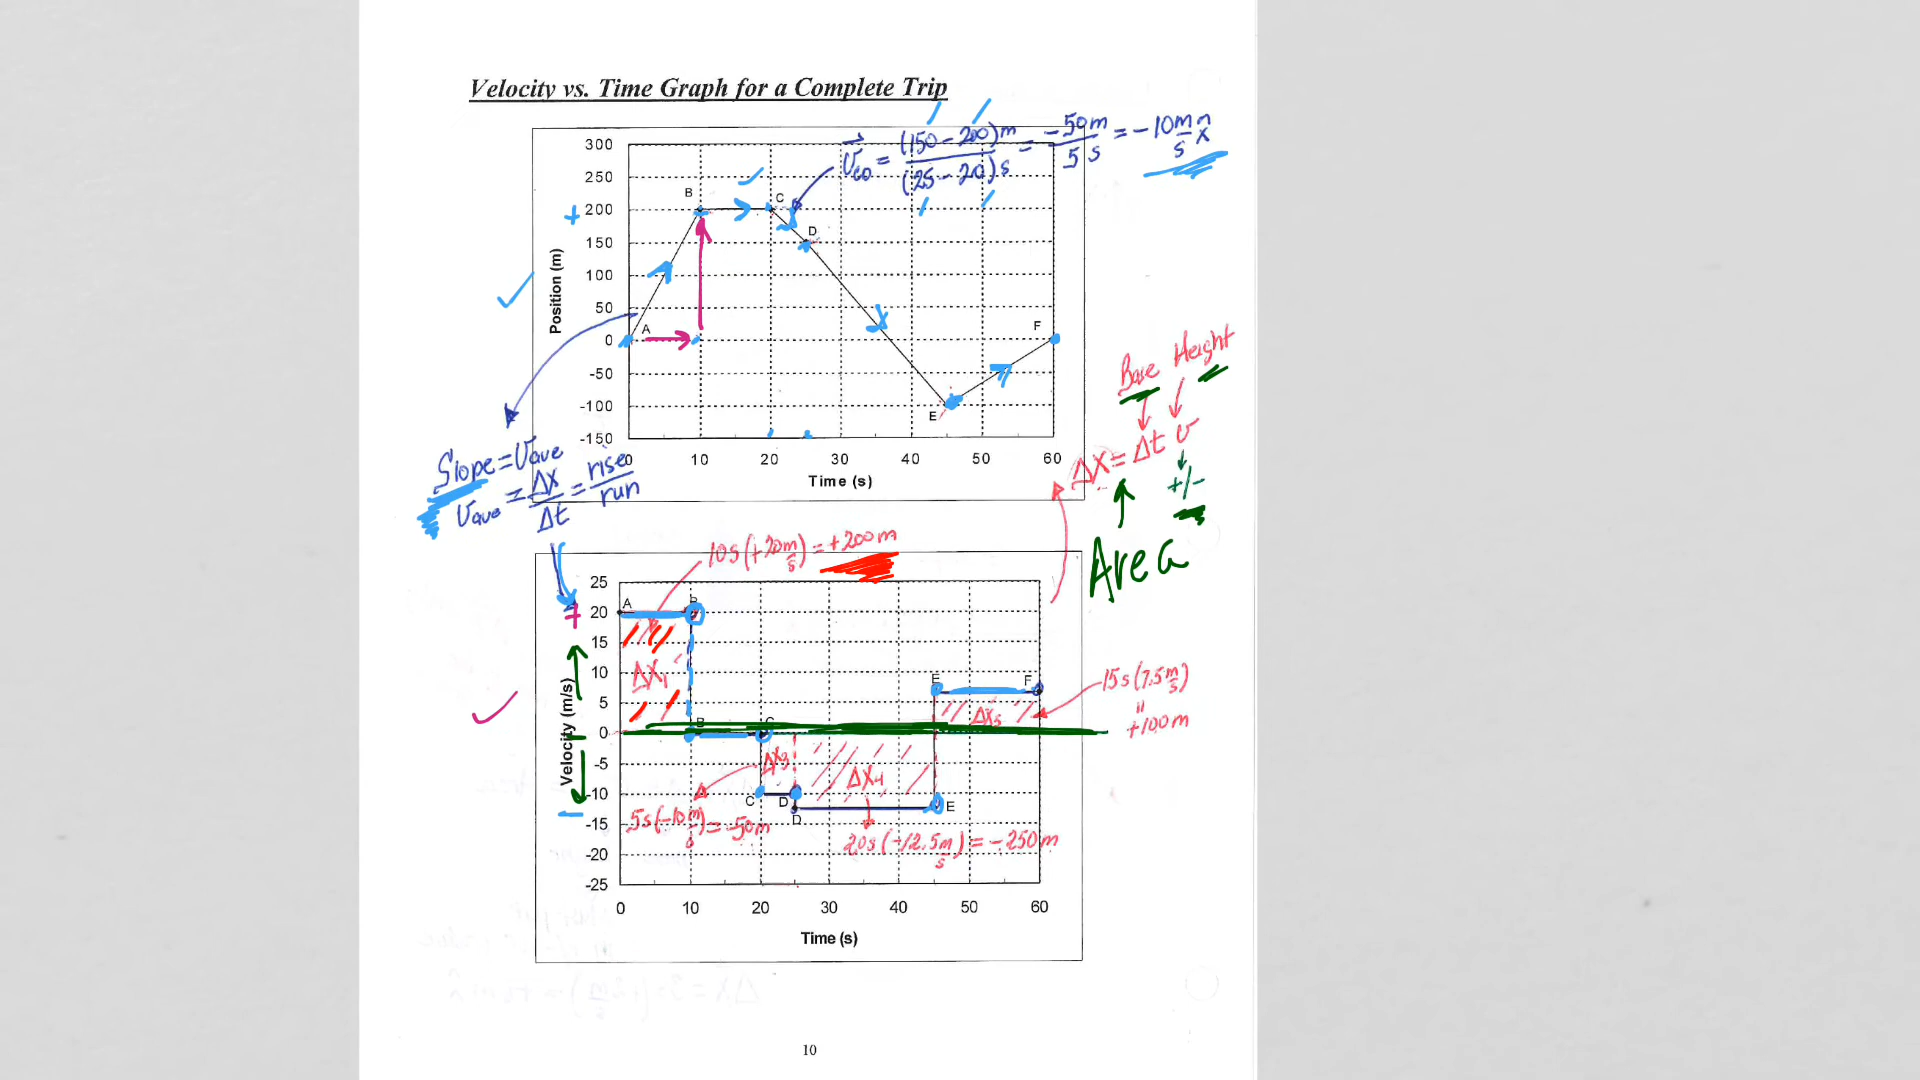 Velocity vs. Time Graph for a Complete Trip
(150 - 200)m / (25 - 20)s = -50m / 5s = -10 m/s
300
250
200
150
100
50
0
-50
-100
-150
Position (m)
+
A
B
C
D
E
F
10 20 30 40 50 60
Time (s)
Slope = Vave
Vave = Δx/Δt = rise/run
Base Height
ΔX = Δt v
+/-
Area
10s(+20 m/s) = +200m
25
20
15
10
5
0
-5
-10
-15
-20
-25
Velocity (m/s)
+
−
A
B C
C D
D E
E F
ΔX₁
ΔX₃
ΔX₄
ΔX₅
15s(7.5 m/s)
=
+100m
5s(-10 m/s) = -50m
20s(-12.5 m/s) = -250m
0 10 20 30 40 50 60
Time (s)
10